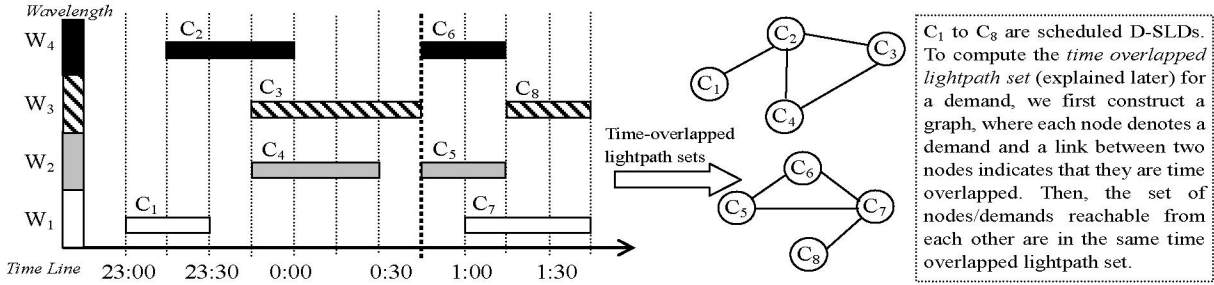 Wavelength
W4
W3
W2
W1
C2
C6
C3
C8
C4
C5
C1
C7
Time Line
23:00 23:30 0:00 0:30 1:00 1:30
Time-overlapped
lightpath sets
C2
C3
C1
C4
C6
C5
C7
C8
C1 to C8 are scheduled D-SLDs.
To compute the time overlapped
lightpath set (explained later) for
a demand, we first construct a
graph, where each node denotes a
demand and a link between two
nodes indicates that they are time
overlapped. Then, the set of
nodes/demands reachable from
each other are in the same time
overlapped lightpath set.